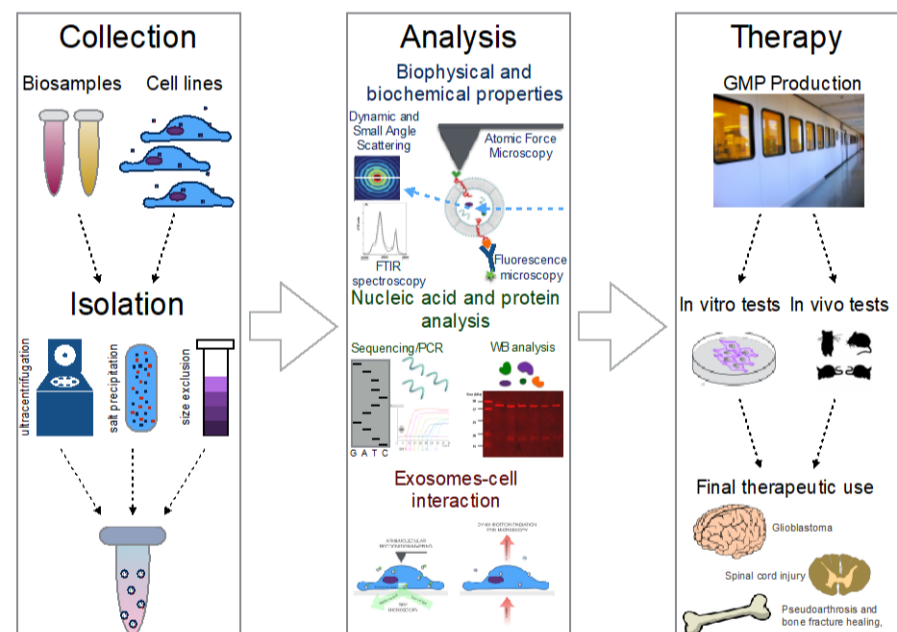 Collection
Biosamples
Cell lines
Isolation
ultracentrifugation
salt precipitation
size exclusion
Analysis
Biophysical and
biochemical properties
Dynamic and
Small Angle
Scattering
Atomic Force
Microscopy
FTIR
spectroscopy
Fluorescence
microscopy
Nucleic acid and protein
analysis
Sequencing/PCR
WB analysis
G A T C
Exosomes-cell
interaction
Therapy
GMP Production
In vitro tests
In vivo tests
Final therapeutic use
Glioblastoma
Spinal cord injury
Pseudoarthrosis and
bone fracture healing,